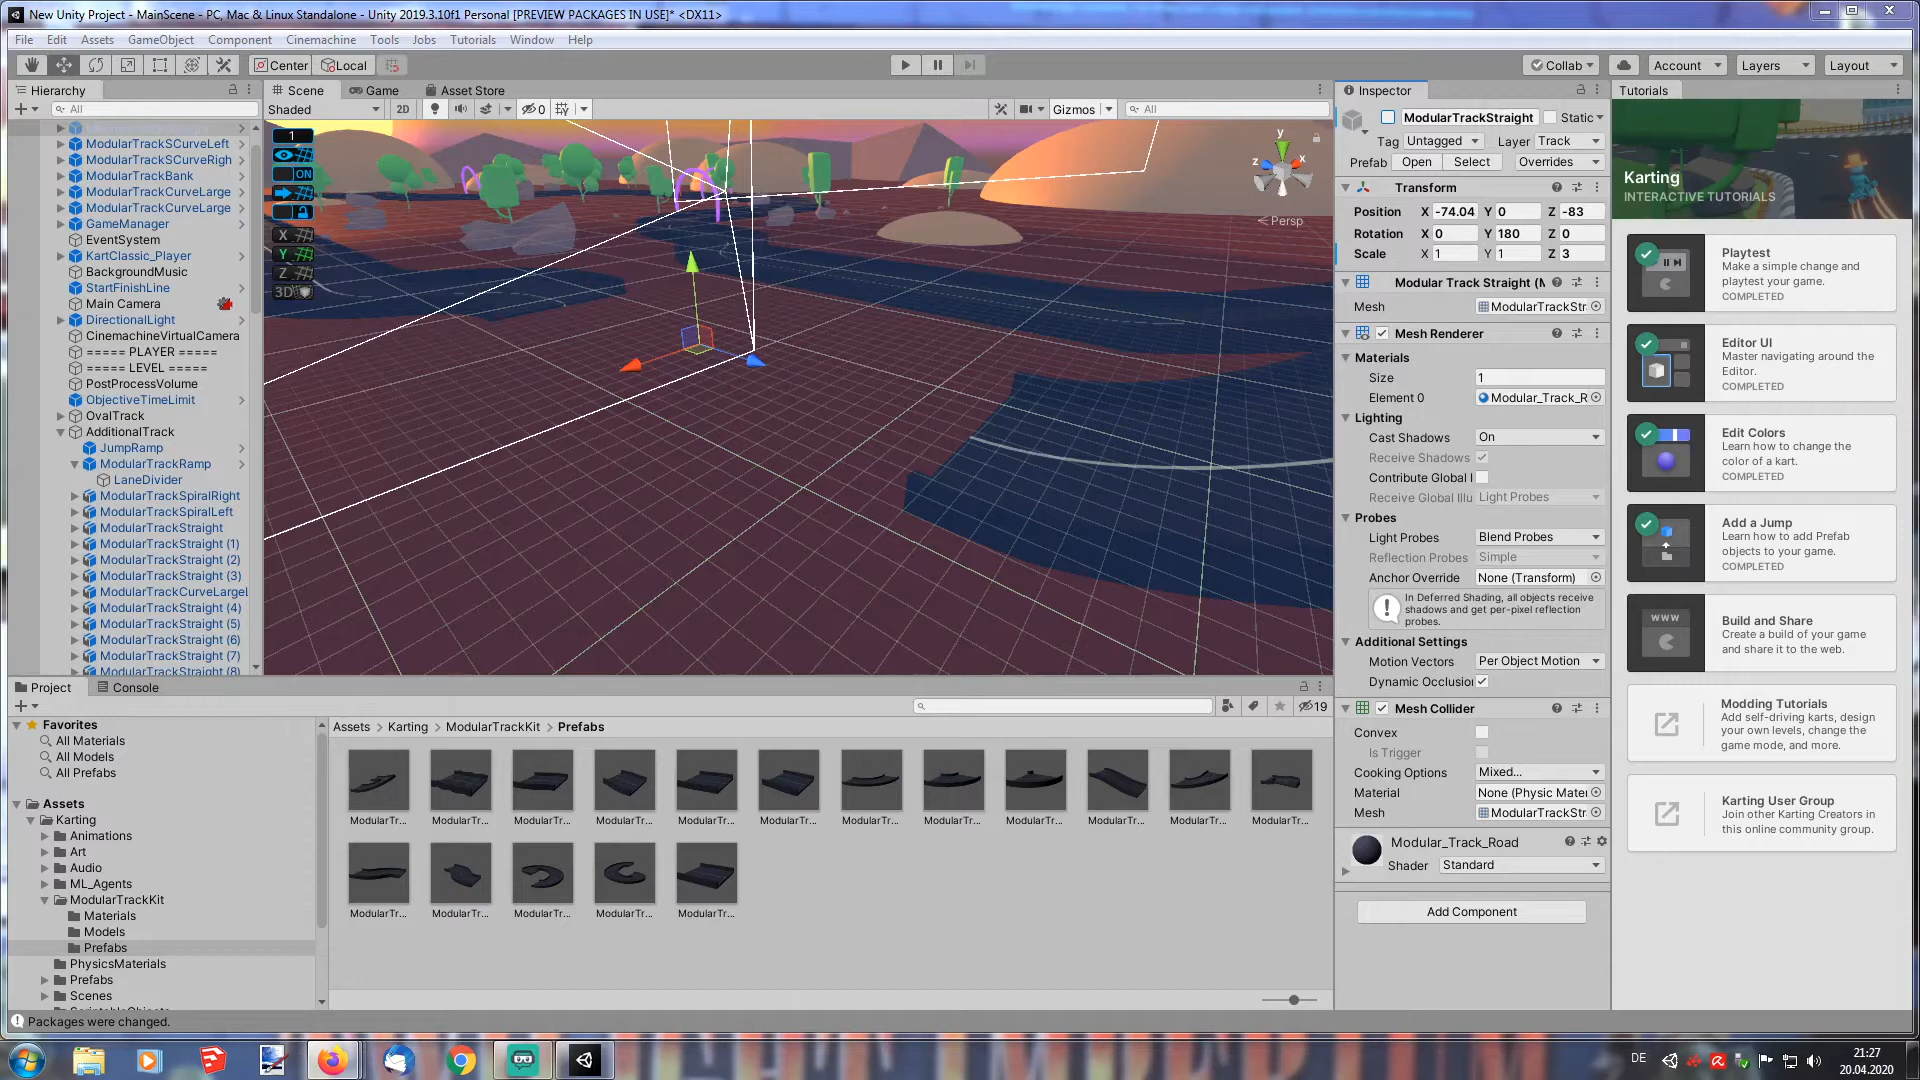 New Unity Project - MainScene - PC, Mac & Linux Standalone - Unity 2019.3.10f1 Personal [PREVIEW PACKAGES IN USE]* <DX11>
File Edit Assets GameObject Component Cinemachine Tools Jobs Tutorials Window Help
Center Local Collab Account Layers Layout
Hierarchy
All
ModularTrackSCurveLeft
ModularTrackSCurveRigh
ModularTrackBank
ModularTrackCurveLarge
ModularTrackCurveLarge
GameManager
EventSystem
KartClassic_Player
BackgroundMusic
StartFinishLine
Main Camera
DirectionalLight
CinemachineVirtualCamera
===== PLAYER =====
===== LEVEL =====
PostProcessVolume
ObjectiveTimeLimit
OvalTrack
AdditionalTrack
JumpRamp
ModularTrackRamp
LaneDivider
ModularTrackSpiralRight
ModularTrackSpiralLeft
ModularTrackStraight
ModularTrackStraight (1)
ModularTrackStraight (2)
ModularTrackStraight (3)
ModularTrackCurveLargeL
ModularTrackStraight (4)
ModularTrackStraight (5)
ModularTrackStraight (6)
ModularTrackStraight (7)
ModularTrackStraight (8)
Scene Game Asset Store
Shaded 2D 0 Gizmos All
1
ON
X
Y
Z
3D
y
z x
Persp
Inspector
ModularTrackStraight Static
Tag Untagged Layer Track
Prefab Open Select Overrides
Transform
Position X -74.04 Y 0 Z -83
Rotation X 0 Y 180 Z 0
Scale X 1 Y 1 Z 3
Modular Track Straight (M
Mesh ModularTrackStr
Mesh Renderer
Materials
Size 1
Element 0 Modular_Track_R
Lighting
Cast Shadows On
Receive Shadows
Contribute Global I
Receive Global Illu Light Probes
Probes
Light Probes Blend Probes
Reflection Probes Simple
Anchor Override None (Transform)
In Deferred Shading, all objects receive
shadows and get per-pixel reflection
probes.
Additional Settings
Motion Vectors Per Object Motion
Dynamic Occlusio
Mesh Collider
Convex
Is Trigger
Cooking Options Mixed...
Material None (Physic Mater
Mesh ModularTrackStr
Modular_Track_Road
Shader Standard
Add Component
Tutorials
Karting
INTERACTIVE TUTORIALS
Playtest
Make a simple change and
playtest your game.
COMPLETED
Editor UI
Master navigating around the
Editor.
COMPLETED
Edit Colors
Learn how to change the
color of a kart.
COMPLETED
Add a Jump
Learn how to add Prefab
objects to your game.
COMPLETED
WWW
Build and Share
Create a build of your game
and share it to the web.
Modding Tutorials
Add self-driving karts, design
your own levels, change the
game mode, and more.
Karting User Group
Join other Karting Creators in
this online community group.
Project Console
19
Favorites
All Materials
All Models
All Prefabs
Assets
Karting
Animations
Art
Audio
ML_Agents
ModularTrackKit
Materials
Models
Prefabs
PhysicsMaterials
Prefabs
Scenes
Assets > Karting > ModularTrackKit > Prefabs
ModularTr... ModularTr... ModularTr... ModularTr... ModularTr... ModularTr... ModularTr... ModularTr... ModularTr... ModularTr... ModularTr... ModularTr...
ModularTr... ModularTr... ModularTr... ModularTr... ModularTr...
Packages were changed.
DE
21:27
20.04.2020